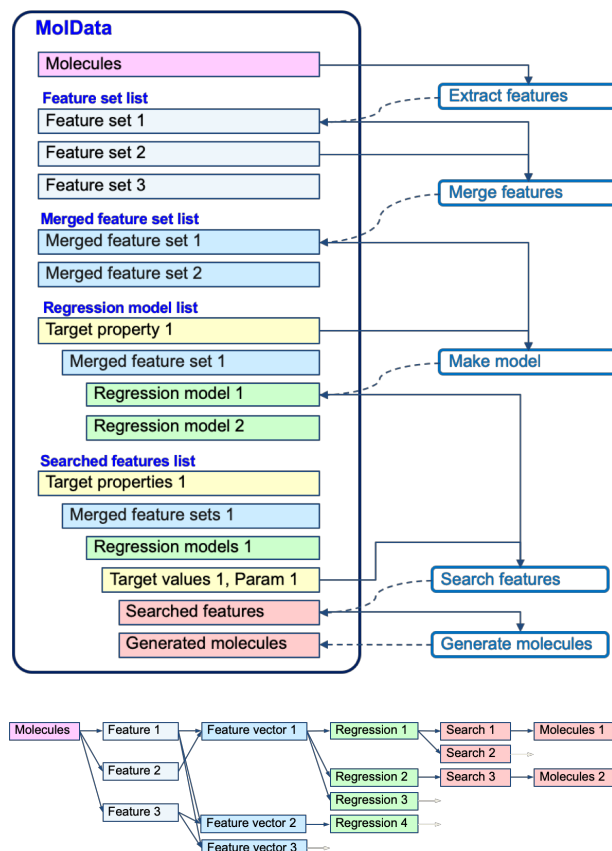 MolData
Molecules
Extract features
Feature set list
Feature set 1
Feature set 2
Feature set 3
Merge features
Merged feature set list
Merged feature set 1
Merged feature set 2
Regression model list
Target property 1
Merged feature set 1
Make model
Regression model 1
Regression model 2
Searched features list
Target properties 1
Merged feature sets 1
Regression models 1
Target values 1, Param 1
Search features
Searched features
Generated molecules
Generate molecules
Molecules
Feature 1
Feature vector 1
Regression 1
Search 1
Molecules 1
Search 2
Feature 2
Regression 2
Search 3
Molecules 2
Regression 3
Feature 3
Feature vector 2
Regression 4
Feature vector 3